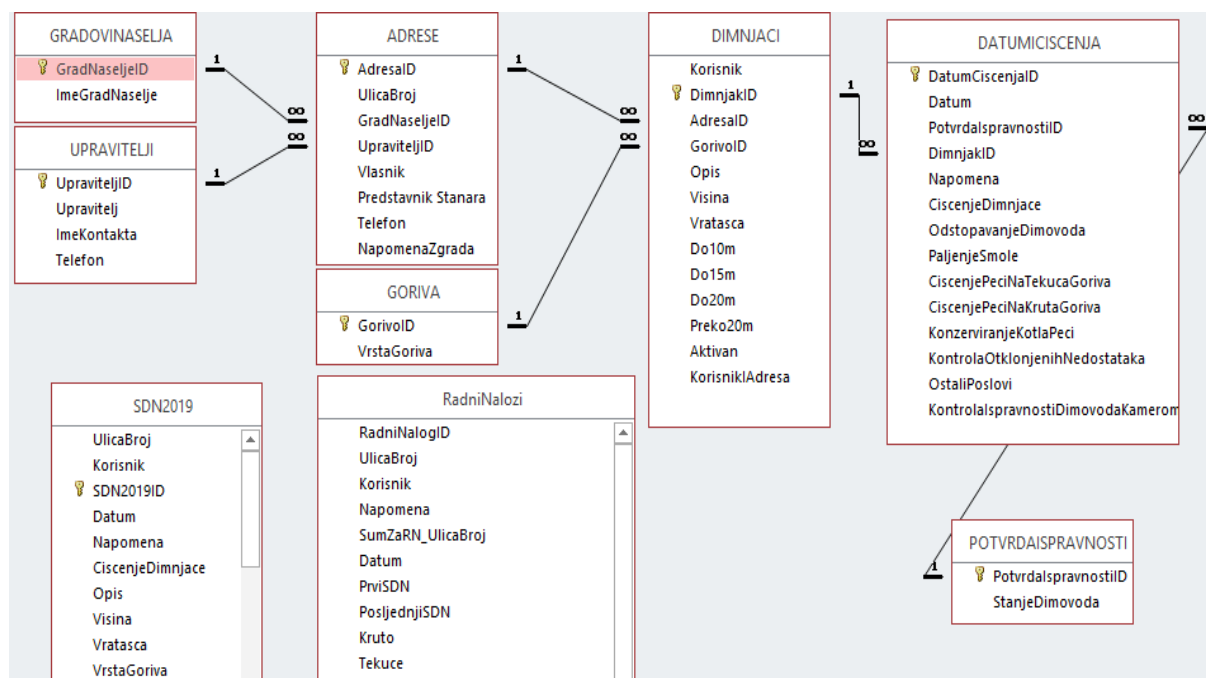 GRADOVINASELJA
GradNaseljeID
ImeGradNaselje
UPRAVITELJI
UpraviteljID
Upravitelj
ImeKontakta
Telefon
1
∞
1
∞
ADRESE
AdresaID
UlicaBroj
GradNaseljeID
UpraviteljID
Vlasnik
Predstavnik Stanara
Telefon
NapomenaZgrada
GORIVA
GorivoID
VrstaGoriva
1
∞
1
∞
DIMNJACI
Korisnik
DimnjakID
AdresaID
GorivoID
Opis
Visina
Vratasca
Do10m
Do15m
Do20m
Preko20m
Aktivan
KorisnikIAdresa
1
∞
DATUMICISCENJA
DatumCiscenjaID
Datum
PotvrdaIspravnostiID
DimnjakID
Napomena
CiscenjeDimnjace
OdstopavanjeDimovoda
PaljenjeSmole
CiscenjePeciNaTekucaGoriva
CiscenjePeciNaKrutaGoriva
KonzerviranjeKotlaPeci
KontrolaOtklonjenihNedostataka
OstaliPoslovi
KontrolaIspravnostiDimovodaKamerom
∞
SDN2019
UlicaBroj
Korisnik
SDN2019ID
Datum
Napomena
CiscenjeDimnjace
Opis
Visina
Vratasca
VrstaGoriva
RadniNalozi
RadniNalogID
UlicaBroj
Korisnik
Napomena
SumZaRN_UlicaBroj
Datum
PrviSDN
PosljednjiSDN
Kruto
Tekuce
1
POTVRDAISPRAVNOSTI
PotvrdaIspravnostiID
StanjeDimovoda